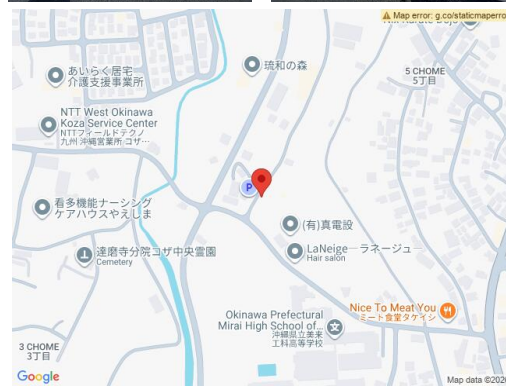 Map error: g.co/staticmaperro
あいらく居宅
介護支援事業所
琉和の森
5 CHOME
5丁目
NTT West Okinawa
Koza Service Center
NTTフィールドテクノ
九州 沖縄営業所 コザ…
P
看多機能ナーシング
ケアハウスやえしま
(有)真電設
達磨寺分院コザ中央霊園
Cemetery
LaNeige―ラネージュ―
Hair salon
Nice To Meat You
ミート食堂タケイシ
Okinawa Prefectural
Mirai High School of...
沖縄県立美来
工科高等学校
3 CHOME
3丁目
Google
Map data ©202